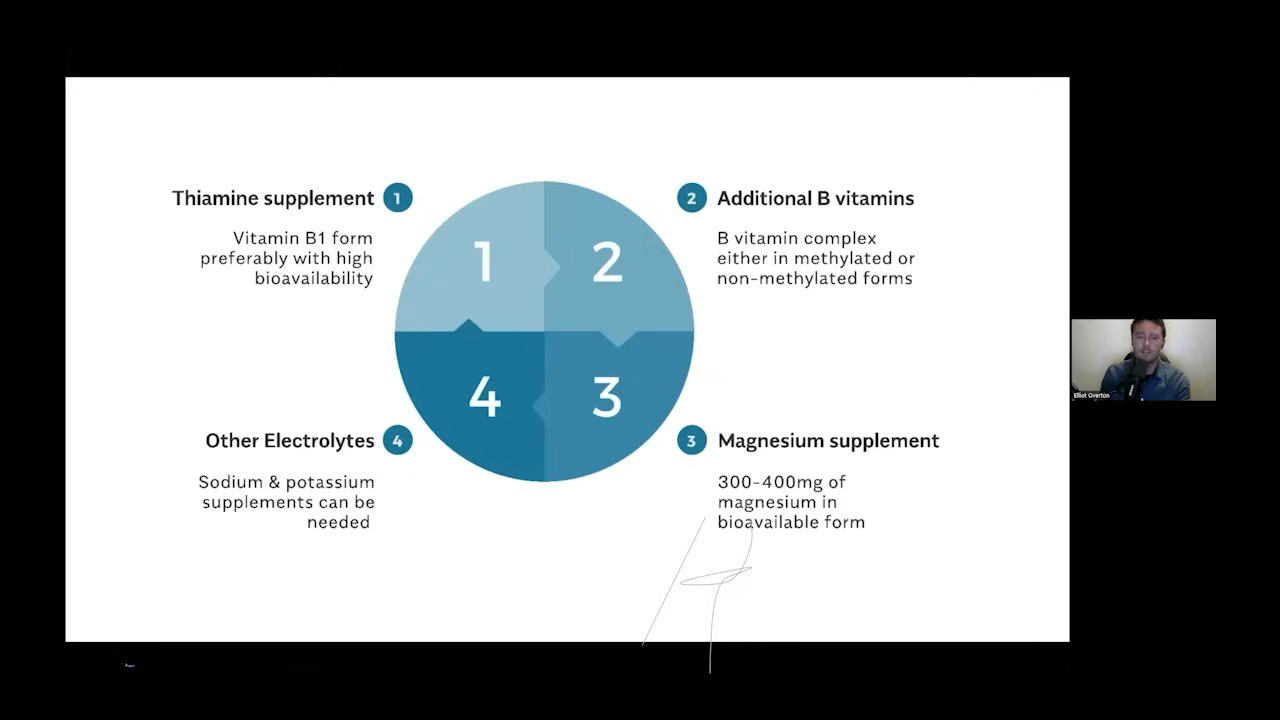 Thiamine supplement 1
Vitamin B1 form
preferably with high
bioavailability
2 Additional B vitamins
B vitamin complex
either in methylated or
non-methylated forms
1 2
4 3
Other Electrolytes 4
Sodium & potassium
supplements can be
needed
3 Magnesium supplement
300-400mg of
magnesium in
bioavailable form
Elliot Overton